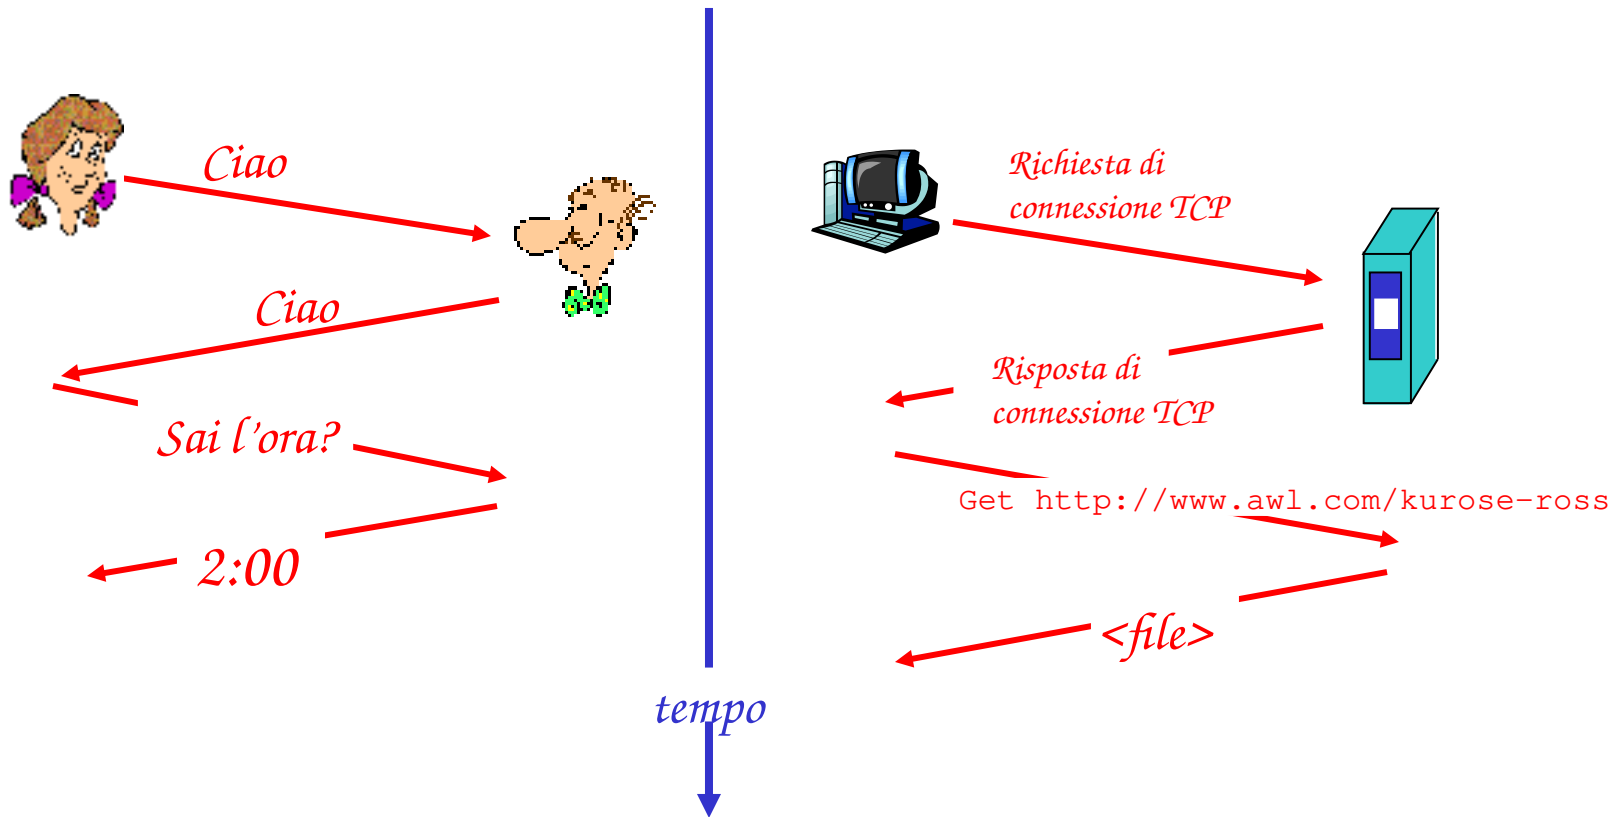 Ciao
Ciao
Sai l'ora?
2:00
tempo
Richiesta di
connessione TCP
Risposta di
connessione TCP
Get http://www.awl.com/kurose-ross
<file>